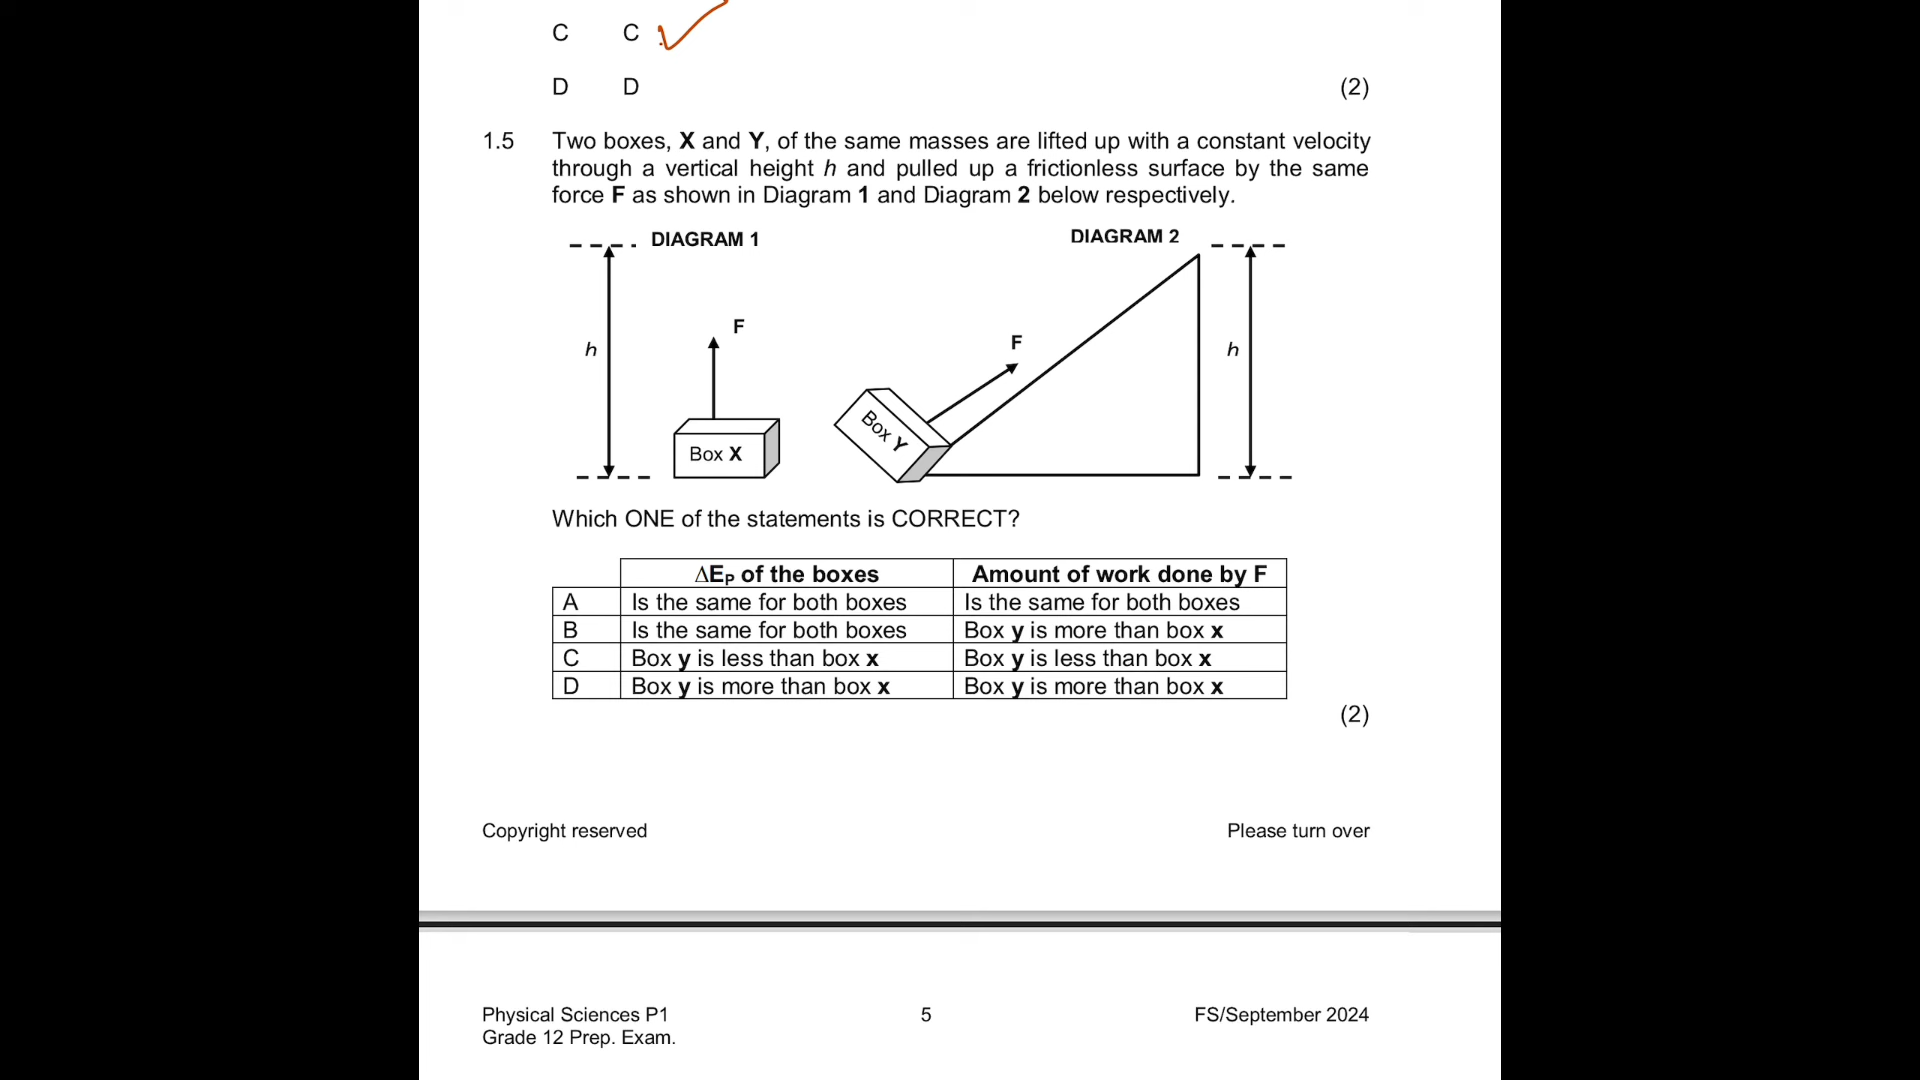 C C
D D (2)
1.5 Two boxes, X and Y, of the same masses are lifted up with a constant velocity
through a vertical height h and pulled up a frictionless surface by the same
force F as shown in Diagram 1 and Diagram 2 below respectively.
DIAGRAM 1 DIAGRAM 2
F
F
h h
Box Y
Box X
Which ONE of the statements is CORRECT?
∆EP of the boxes Amount of work done by F
A Is the same for both boxes Is the same for both boxes
B Is the same for both boxes Box y is more than box x
C Box y is less than box x Box y is less than box x
D Box y is more than box x Box y is more than box x
(2)
Copyright reserved Please turn over
Physical Sciences P1 5 FS/September 2024
Grade 12 Prep. Exam.